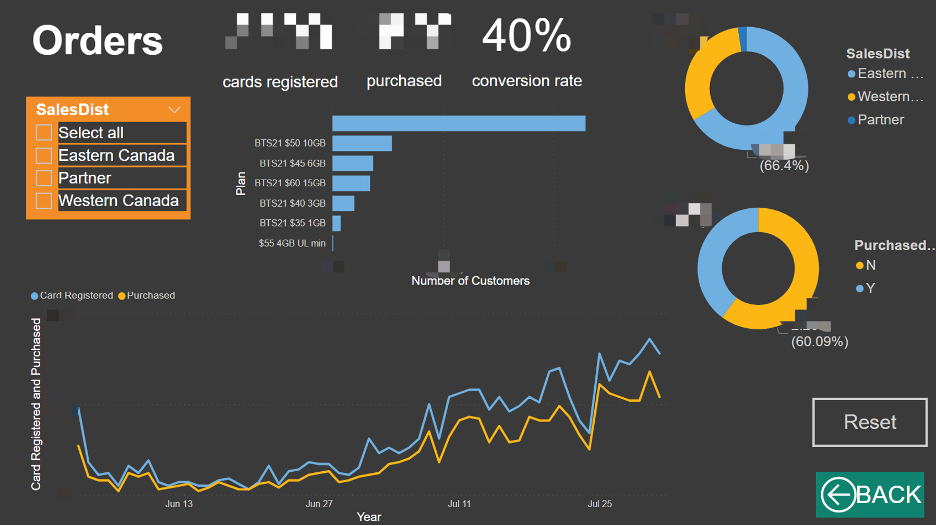 Orders
40%
cards registered
purchased
conversion rate
SalesDist
Select all
Eastern Canada
Partner
Western Canada
Plan
BTS21 $50 10GB
BTS21 $45 6GB
BTS21 $60 15GB
BTS21 $40 3GB
BTS21 $35 1GB
$55 4GB UL min
Number of Customers
SalesDist
Eastern ...
Western...
Partner
(66.4%)
Purchased...
N
Y
(60.09%)
Card Registered
Purchased
Card Registered and Purchased
Jun 13
Jun 27
Jul 11
Jul 25
Year
Reset
BACK